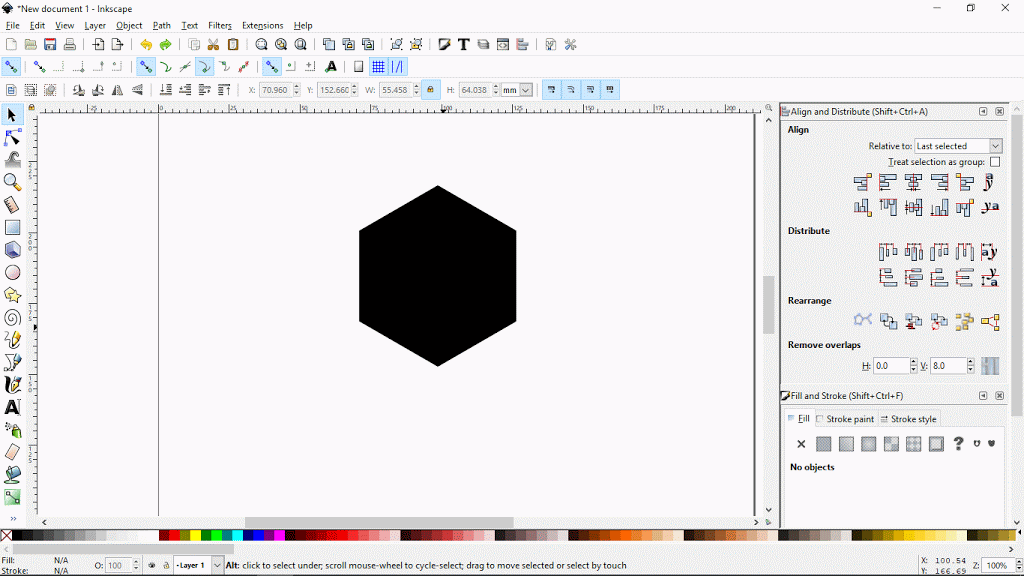 *New document 1 - Inkscape
File Edit View Layer Object Path Text Filters Extensions Help
X: 70.960 Y: 152.660 W: 55.458 H: 64.038 mm
Align and Distribute (Shift+Ctrl+A)
Align
Relative to: Last selected
Treat selection as group:
Distribute
Rearrange
Remove overlaps
H: 0.0 V: 8.0
Fill and Stroke (Shift+Ctrl+F)
Fill Stroke paint Stroke style
No objects
Fill: N/A
Stroke: N/A
O: 100
Layer 1
Alt: click to select under; scroll mouse-wheel to cycle-select; drag to move selected or select by touch
X: 100.54
Y: 166.69
Z: 100%